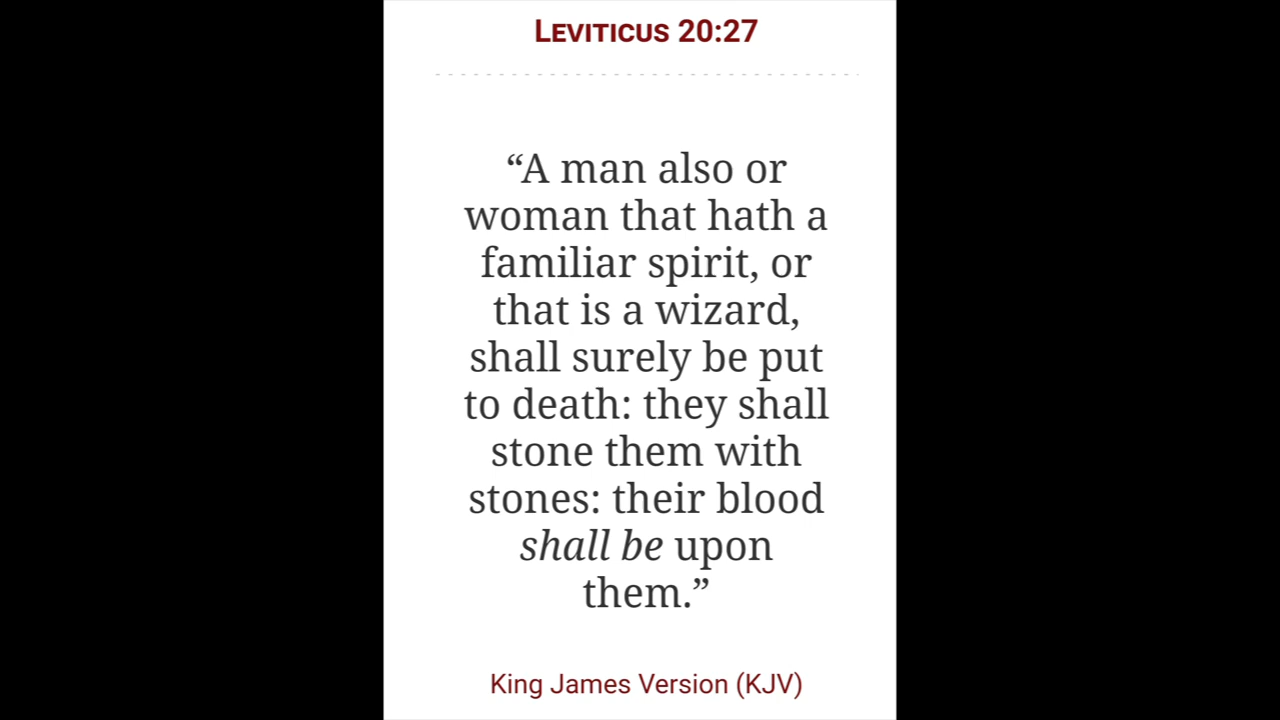 Leviticus 20:27
“A man also or
woman that hath a
familiar spirit, or
that is a wizard,
shall surely be put
to death: they shall
stone them with
stones: their blood
shall be upon
them.”
King James Version (KJV)